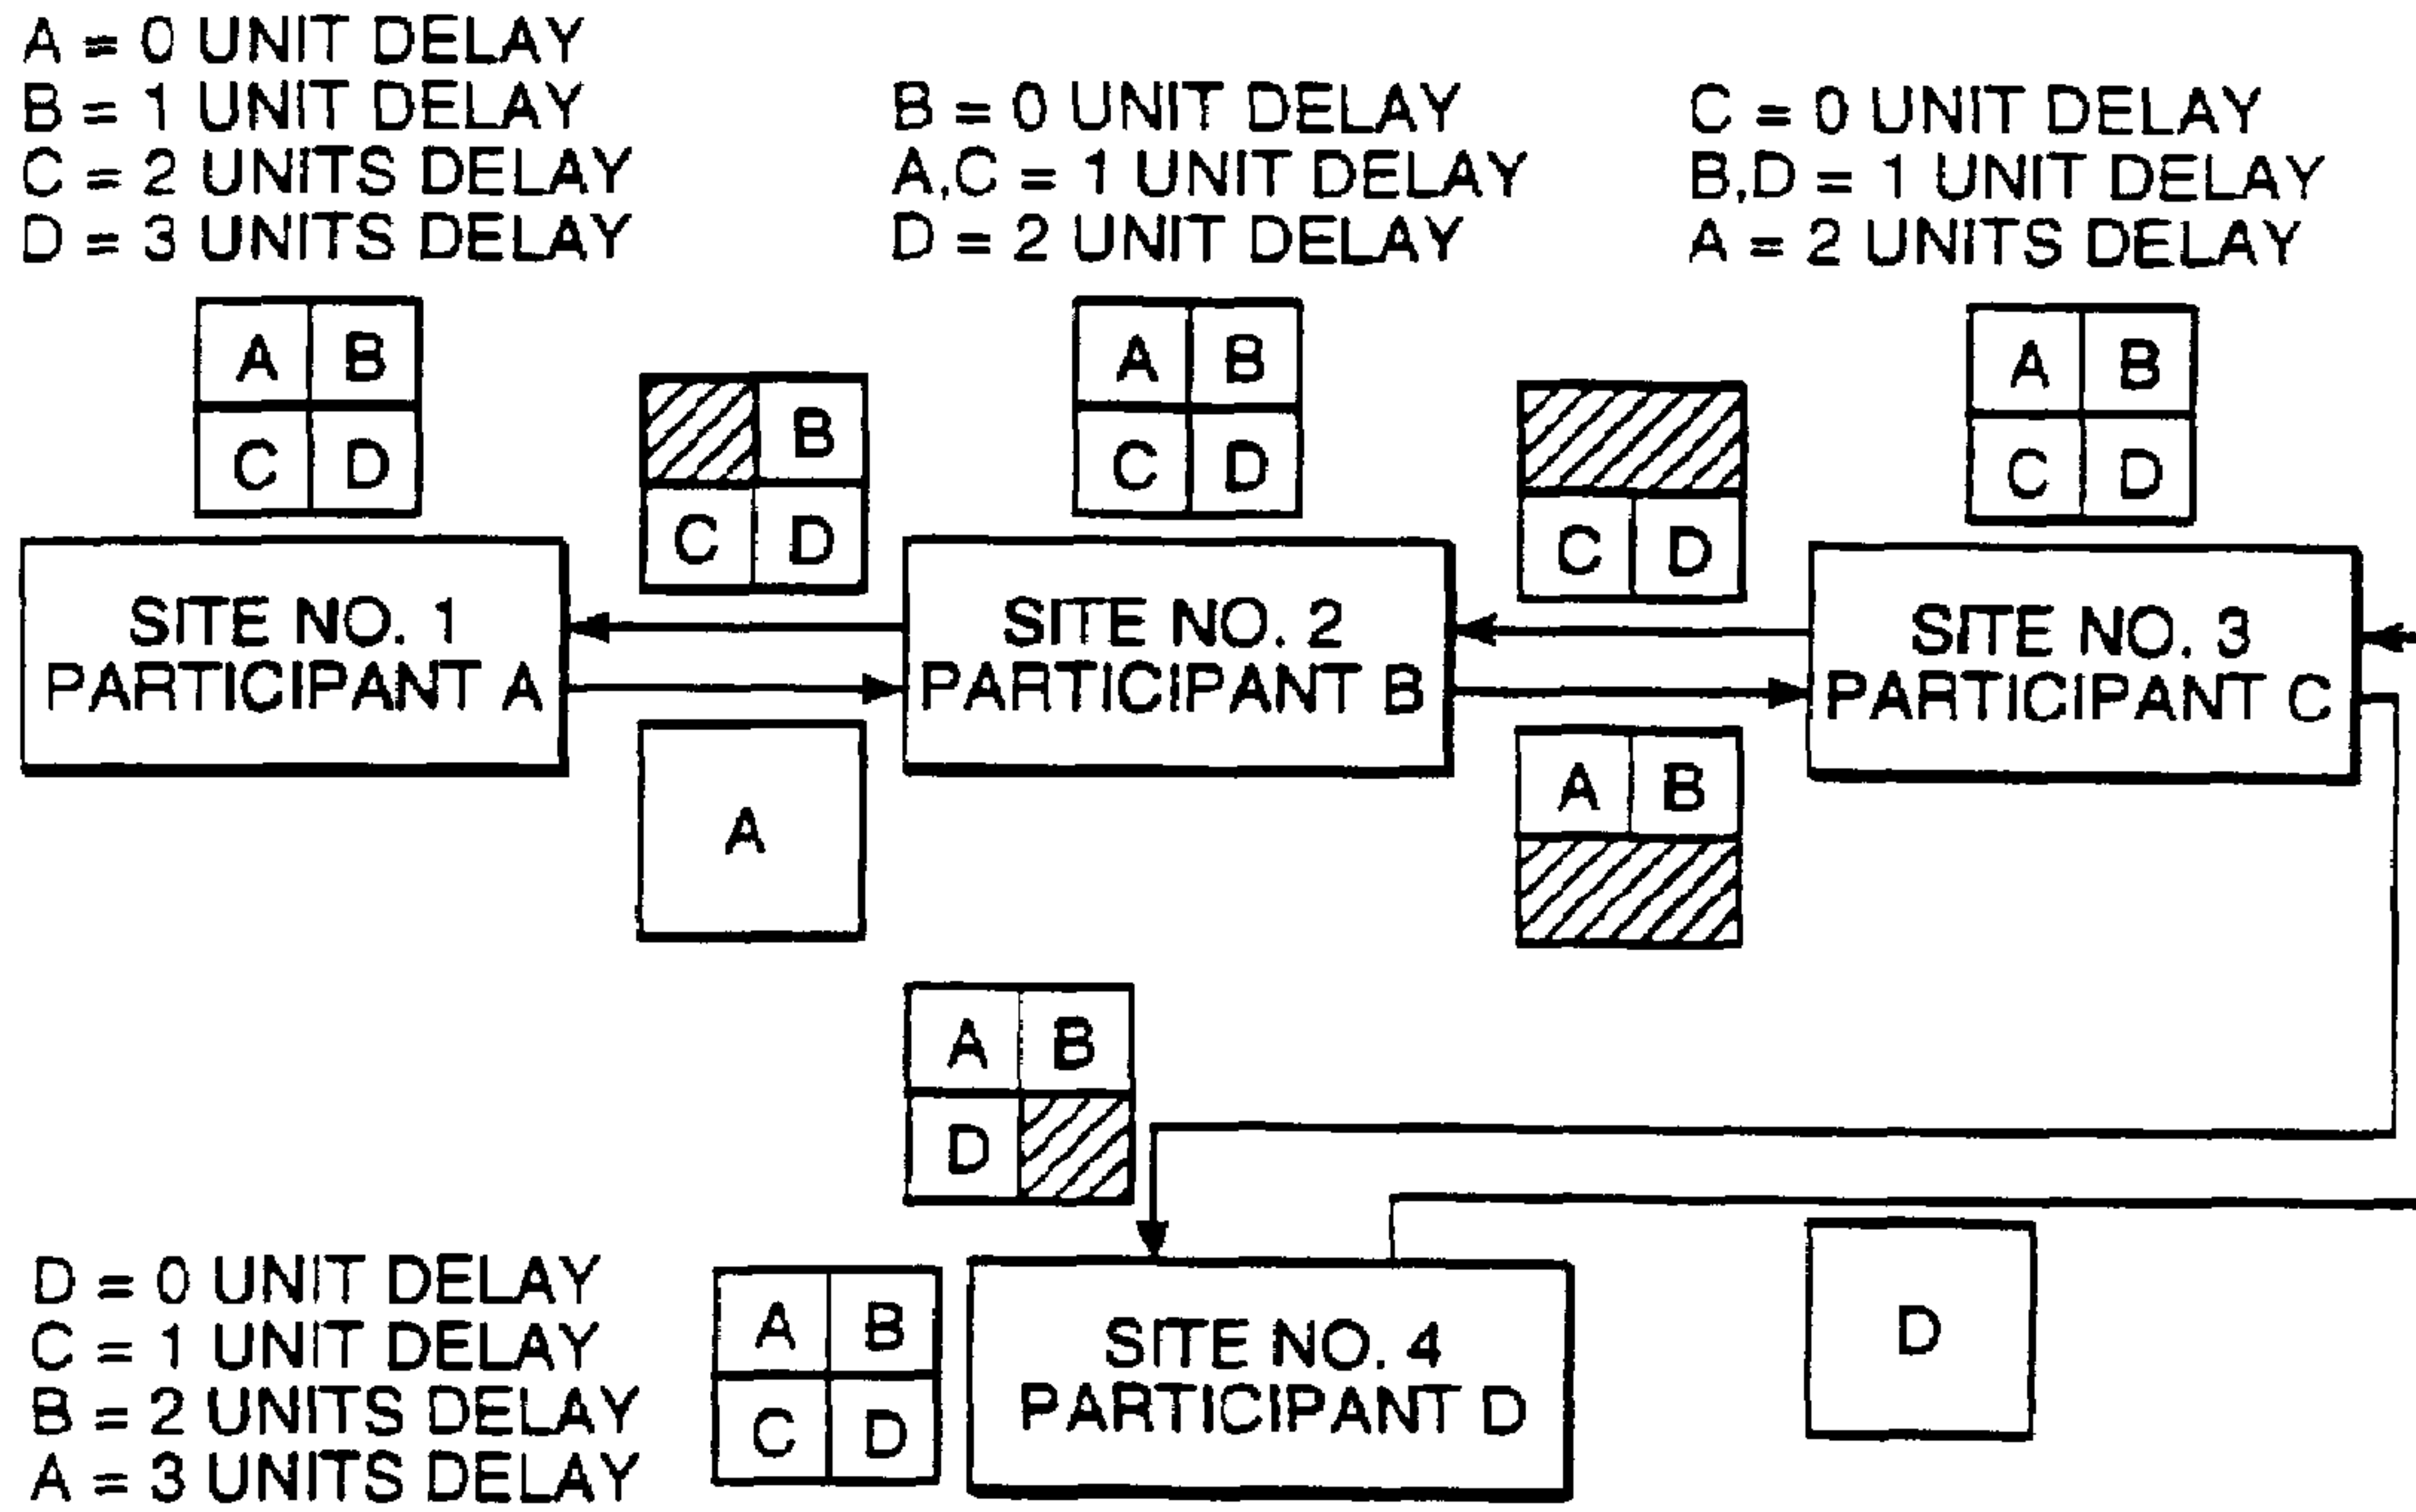 A = 0 UNIT DELAY
B = 1 UNIT DELAY
C = 2 UNITS DELAY
D = 3 UNITS DELAY
B = 0 UNIT DELAY
A,C = 1 UNIT DELAY
D = 2 UNIT DELAY
C = 0 UNIT DELAY
B,D = 1 UNIT DELAY
A = 2 UNITS DELAY
A B
C D
B
C D
A B
C D
C D
A B
C D
SITE NO. 1
PARTICIPANT A
SITE NO. 2
PARTICIPANT B
SITE NO. 3
PARTICIPANT C
A
A B
A B
D
D = 0 UNIT DELAY
C = 1 UNIT DELAY
B = 2 UNITS DELAY
A = 3 UNITS DELAY
A B
C D
SITE NO. 4
PARTICIPANT D
D